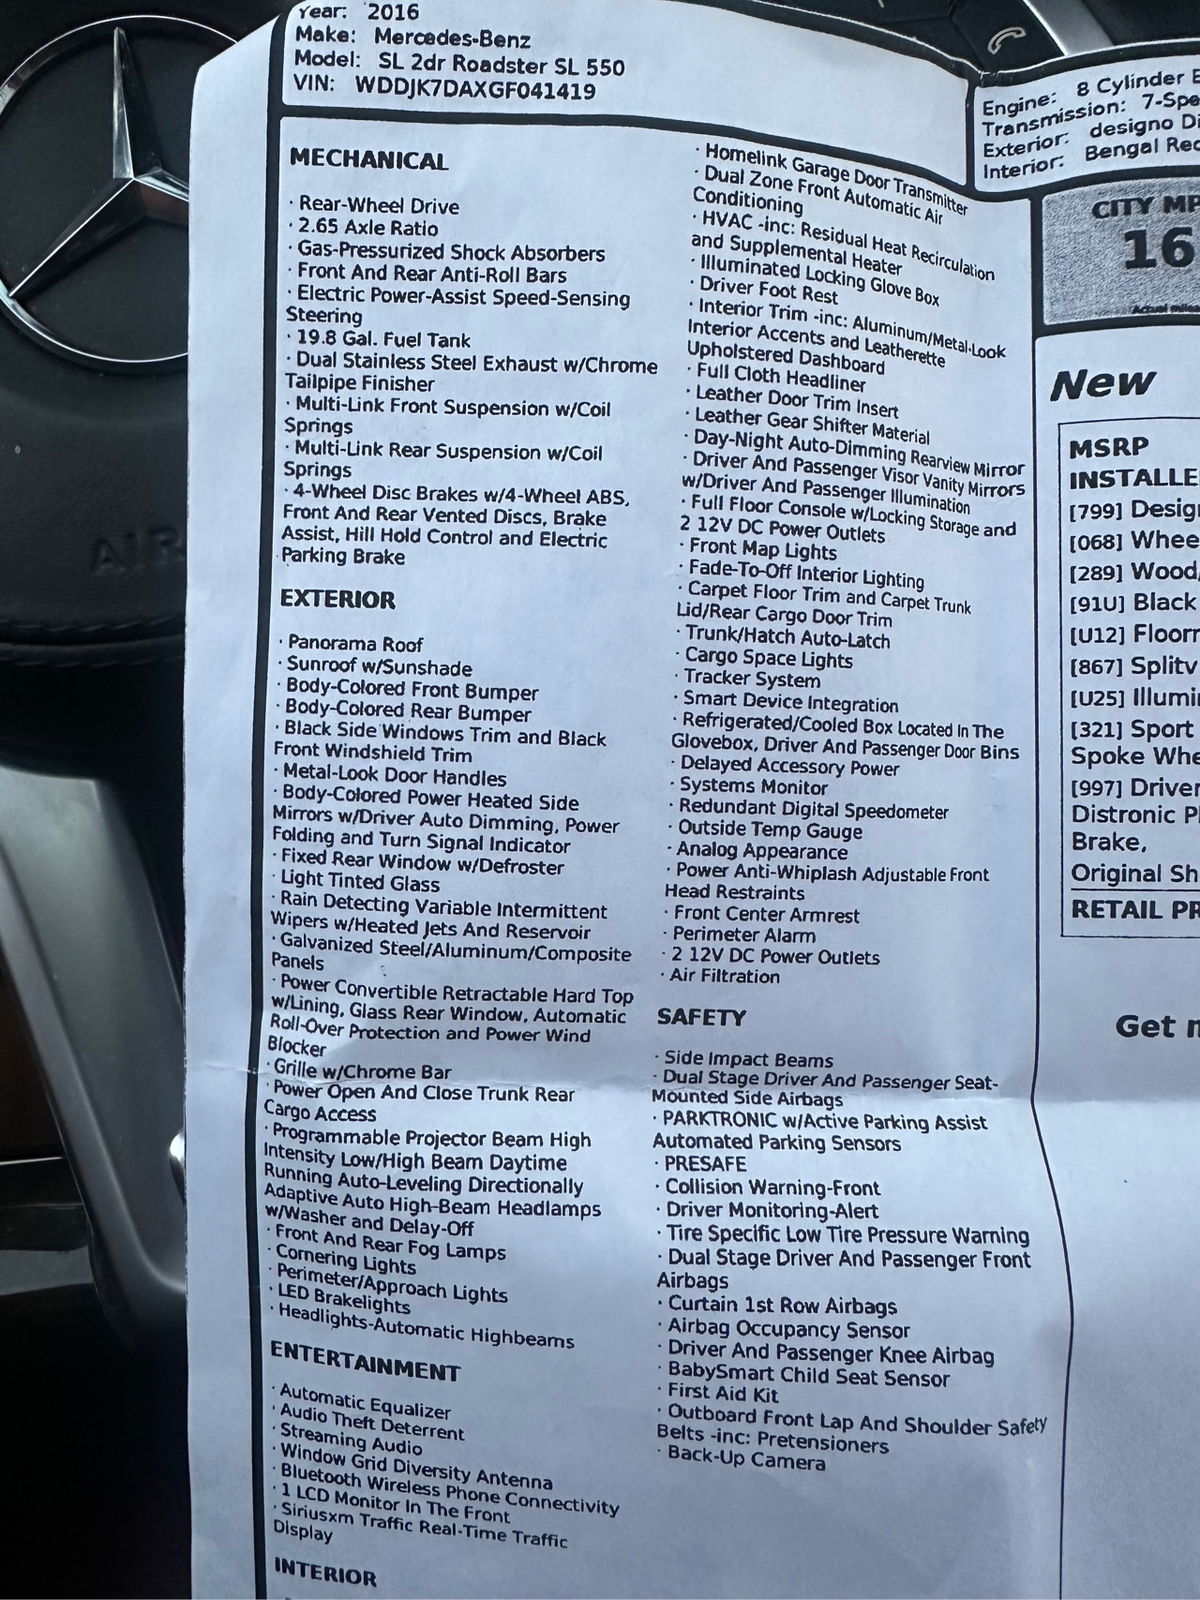 Year: 2016
Make: Mercedes-Benz
Model: SL 2dr Roadster SL 550
VIN: WDDJK7DAXGF041419
MECHANICAL
· Rear-Wheel Drive
· 2.65 Axle Ratio
· Gas-Pressurized Shock Absorbers
· Front And Rear Anti-Roll Bars
· Electric Power-Assist Speed-Sensing
Steering
· 19.8 Gal. Fuel Tank
· Dual Stainless Steel Exhaust w/Chrome
Tailpipe Finisher
· Multi-Link Front Suspension w/Coil
Springs
· Multi-Link Rear Suspension w/Coil
Springs
· 4-Wheel Disc Brakes w/4-Wheel ABS,
Front And Rear Vented Discs, Brake
Assist, Hill Hold Control and Electric
Parking Brake
EXTERIOR
· Panorama Roof
· Sunroof w/Sunshade
· Body-Colored Front Bumper
· Body-Colored Rear Bumper
· Black Side Windows Trim and Black
Front Windshield Trim
· Metal-Look Door Handles
· Body-Colored Power Heated Side
Mirrors w/Driver Auto Dimming, Power
Folding and Turn Signal Indicator
· Fixed Rear Window w/Defroster
· Light Tinted Glass
· Rain Detecting Variable Intermittent
Wipers w/Heated Jets And Reservoir
· Galvanized Steel/Aluminum/Composite
Panels
· Power Convertible Retractable Hard Top
w/Lining, Glass Rear Window, Automatic
Roll-Over Protection and Power Wind
Blocker
· Grille w/Chrome Bar
· Power Open And Close Trunk Rear
Cargo Access
· Programmable Projector Beam High
Intensity Low/High Beam Daytime
Running Auto-Leveling Directionally
Adaptive Auto High-Beam Headlamps
w/Washer and Delay-Off
· Front And Rear Fog Lamps
· Cornering Lights
· Perimeter/Approach Lights
· LED Brakelights
· Headlights-Automatic Highbeams
ENTERTAINMENT
· Automatic Equalizer
· Audio Theft Deterrent
· Streaming Audio
· Window Grid Diversity Antenna
· Bluetooth Wireless Phone Connectivity
· 1 LCD Monitor In The Front
· Siriusxm Traffic Real-Time Traffic
Display
INTERIOR
· Homelink Garage Door Transmitter
· Dual Zone Front Automatic Air
Conditioning
· HVAC -inc: Residual Heat Recirculation
and Supplemental Heater
· Illuminated Locking Glove Box
· Driver Foot Rest
· Interior Trim -inc: Aluminum/Metal-Look
Interior Accents and Leatherette
Upholstered Dashboard
· Full Cloth Headliner
· Leather Door Trim Insert
· Leather Gear Shifter Material
· Day-Night Auto-Dimming Rearview Mirror
· Driver And Passenger Visor Vanity Mirrors
w/Driver And Passenger Illumination
· Full Floor Console w/Locking Storage and
2 12V DC Power Outlets
· Front Map Lights
· Fade-To-Off Interior Lighting
· Carpet Floor Trim and Carpet Trunk
Lid/Rear Cargo Door Trim
· Trunk/Hatch Auto-Latch
· Cargo Space Lights
· Tracker System
· Smart Device Integration
· Refrigerated/Cooled Box Located In The
Glovebox, Driver And Passenger Door Bins
· Delayed Accessory Power
· Systems Monitor
· Redundant Digital Speedometer
· Outside Temp Gauge
· Analog Appearance
· Power Anti-Whiplash Adjustable Front
Head Restraints
· Front Center Armrest
· Perimeter Alarm
· 2 12V DC Power Outlets
· Air Filtration
SAFETY
· Side Impact Beams
· Dual Stage Driver And Passenger Seat-
Mounted Side Airbags
· PARKTRONIC w/Active Parking Assist
Automated Parking Sensors
· PRESAFE
· Collision Warning-Front
· Driver Monitoring-Alert
· Tire Specific Low Tire Pressure Warning
· Dual Stage Driver And Passenger Front
Airbags
· Curtain 1st Row Airbags
· Airbag Occupancy Sensor
· Driver And Passenger Knee Airbag
· BabySmart Child Seat Sensor
· First Aid Kit
· Outboard Front Lap And Shoulder Safety
Belts -inc: Pretensioners
· Back-Up Camera
Engine: 8 Cylinder E
Transmission: 7-Spe
Exterior: designo Di
Interior: Bengal Red
CITY MP
16
Actual mile
New
MSRP
INSTALLE
[799] Desig
[068] Whee
[289] Wood/
[91U] Black
[U12] Floor
[867] Splitv
[U25] Illumi
[321] Sport
Spoke Whe
[997] Driver
Distronic P
Brake,
Original Sh
RETAIL PR
Get
AIR